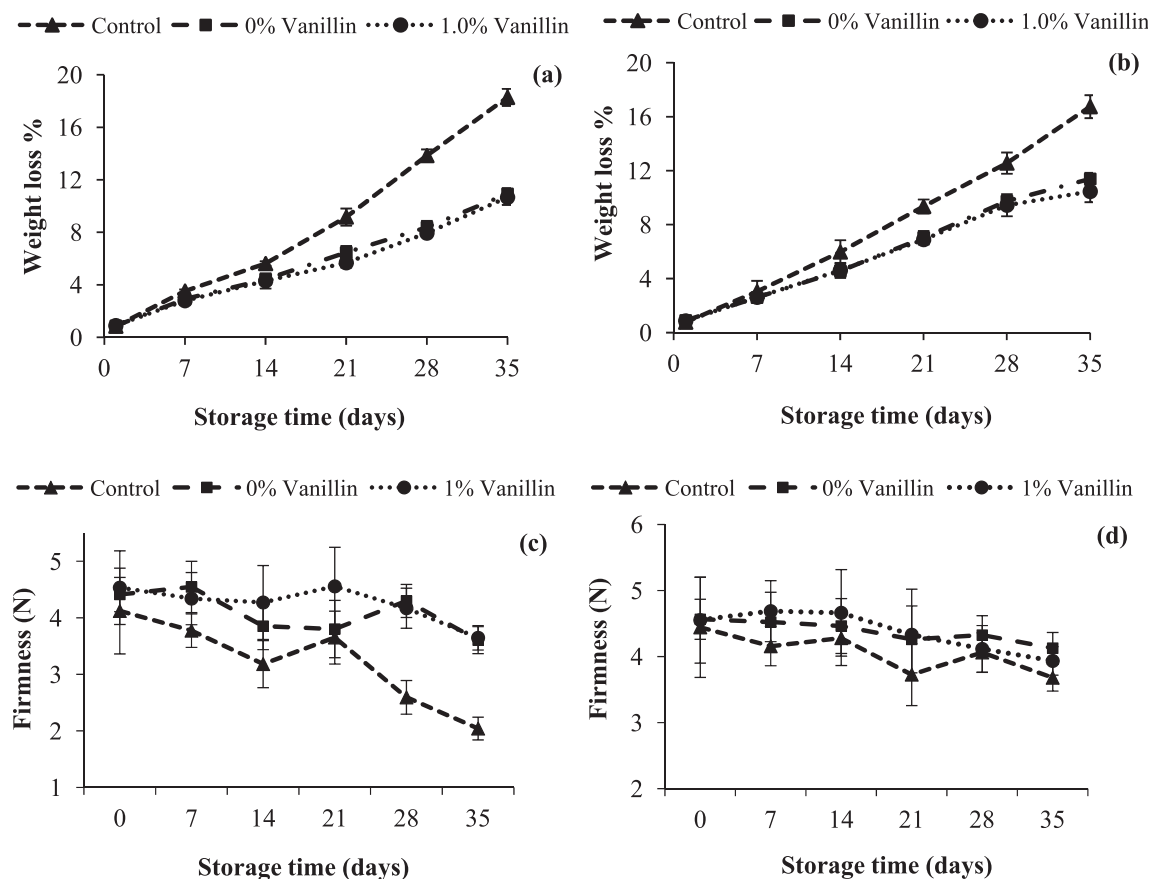 Control 0% Vanillin 1.0% Vanillin
(a)
Weight loss %
20
16
12
8
4
0
0 7 14 21 28 35
Storage time (days)
Control 0% Vanillin 1.0% Vanillin
(b)
Weight loss %
20
16
12
8
4
0
0 7 14 21 28 35
Storage time (days)
Control 0% Vanillin 1% Vanillin
(c)
Firmness (N)
5
4
3
2
1
0 7 14 21 28 35
Storage time (days)
Control 0% Vanillin 1% Vanillin
(d)
Firmness (N)
6
5
4
3
2
0 7 14 21 28 35
Storage time (days)